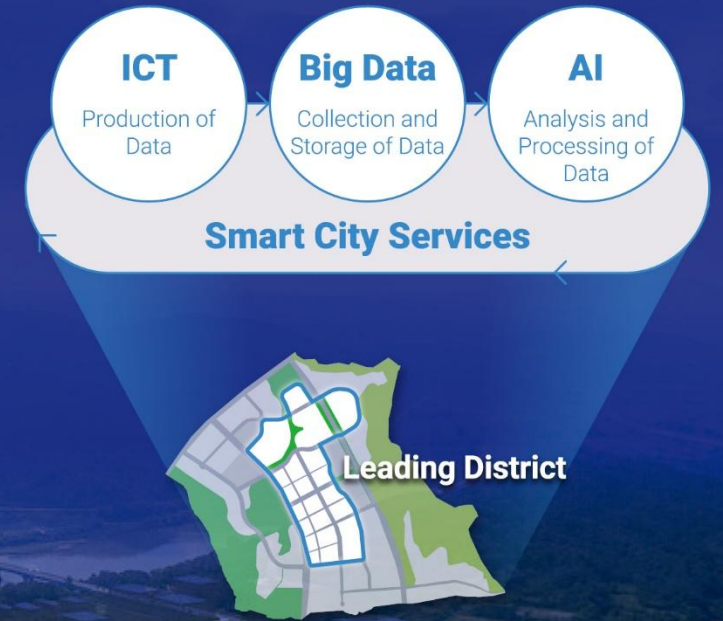 ICT
Production of
Data
Big Data
Collection and
Storage of Data
AI
Analysis and
Processing of
Data
Smart City Services
Leading District